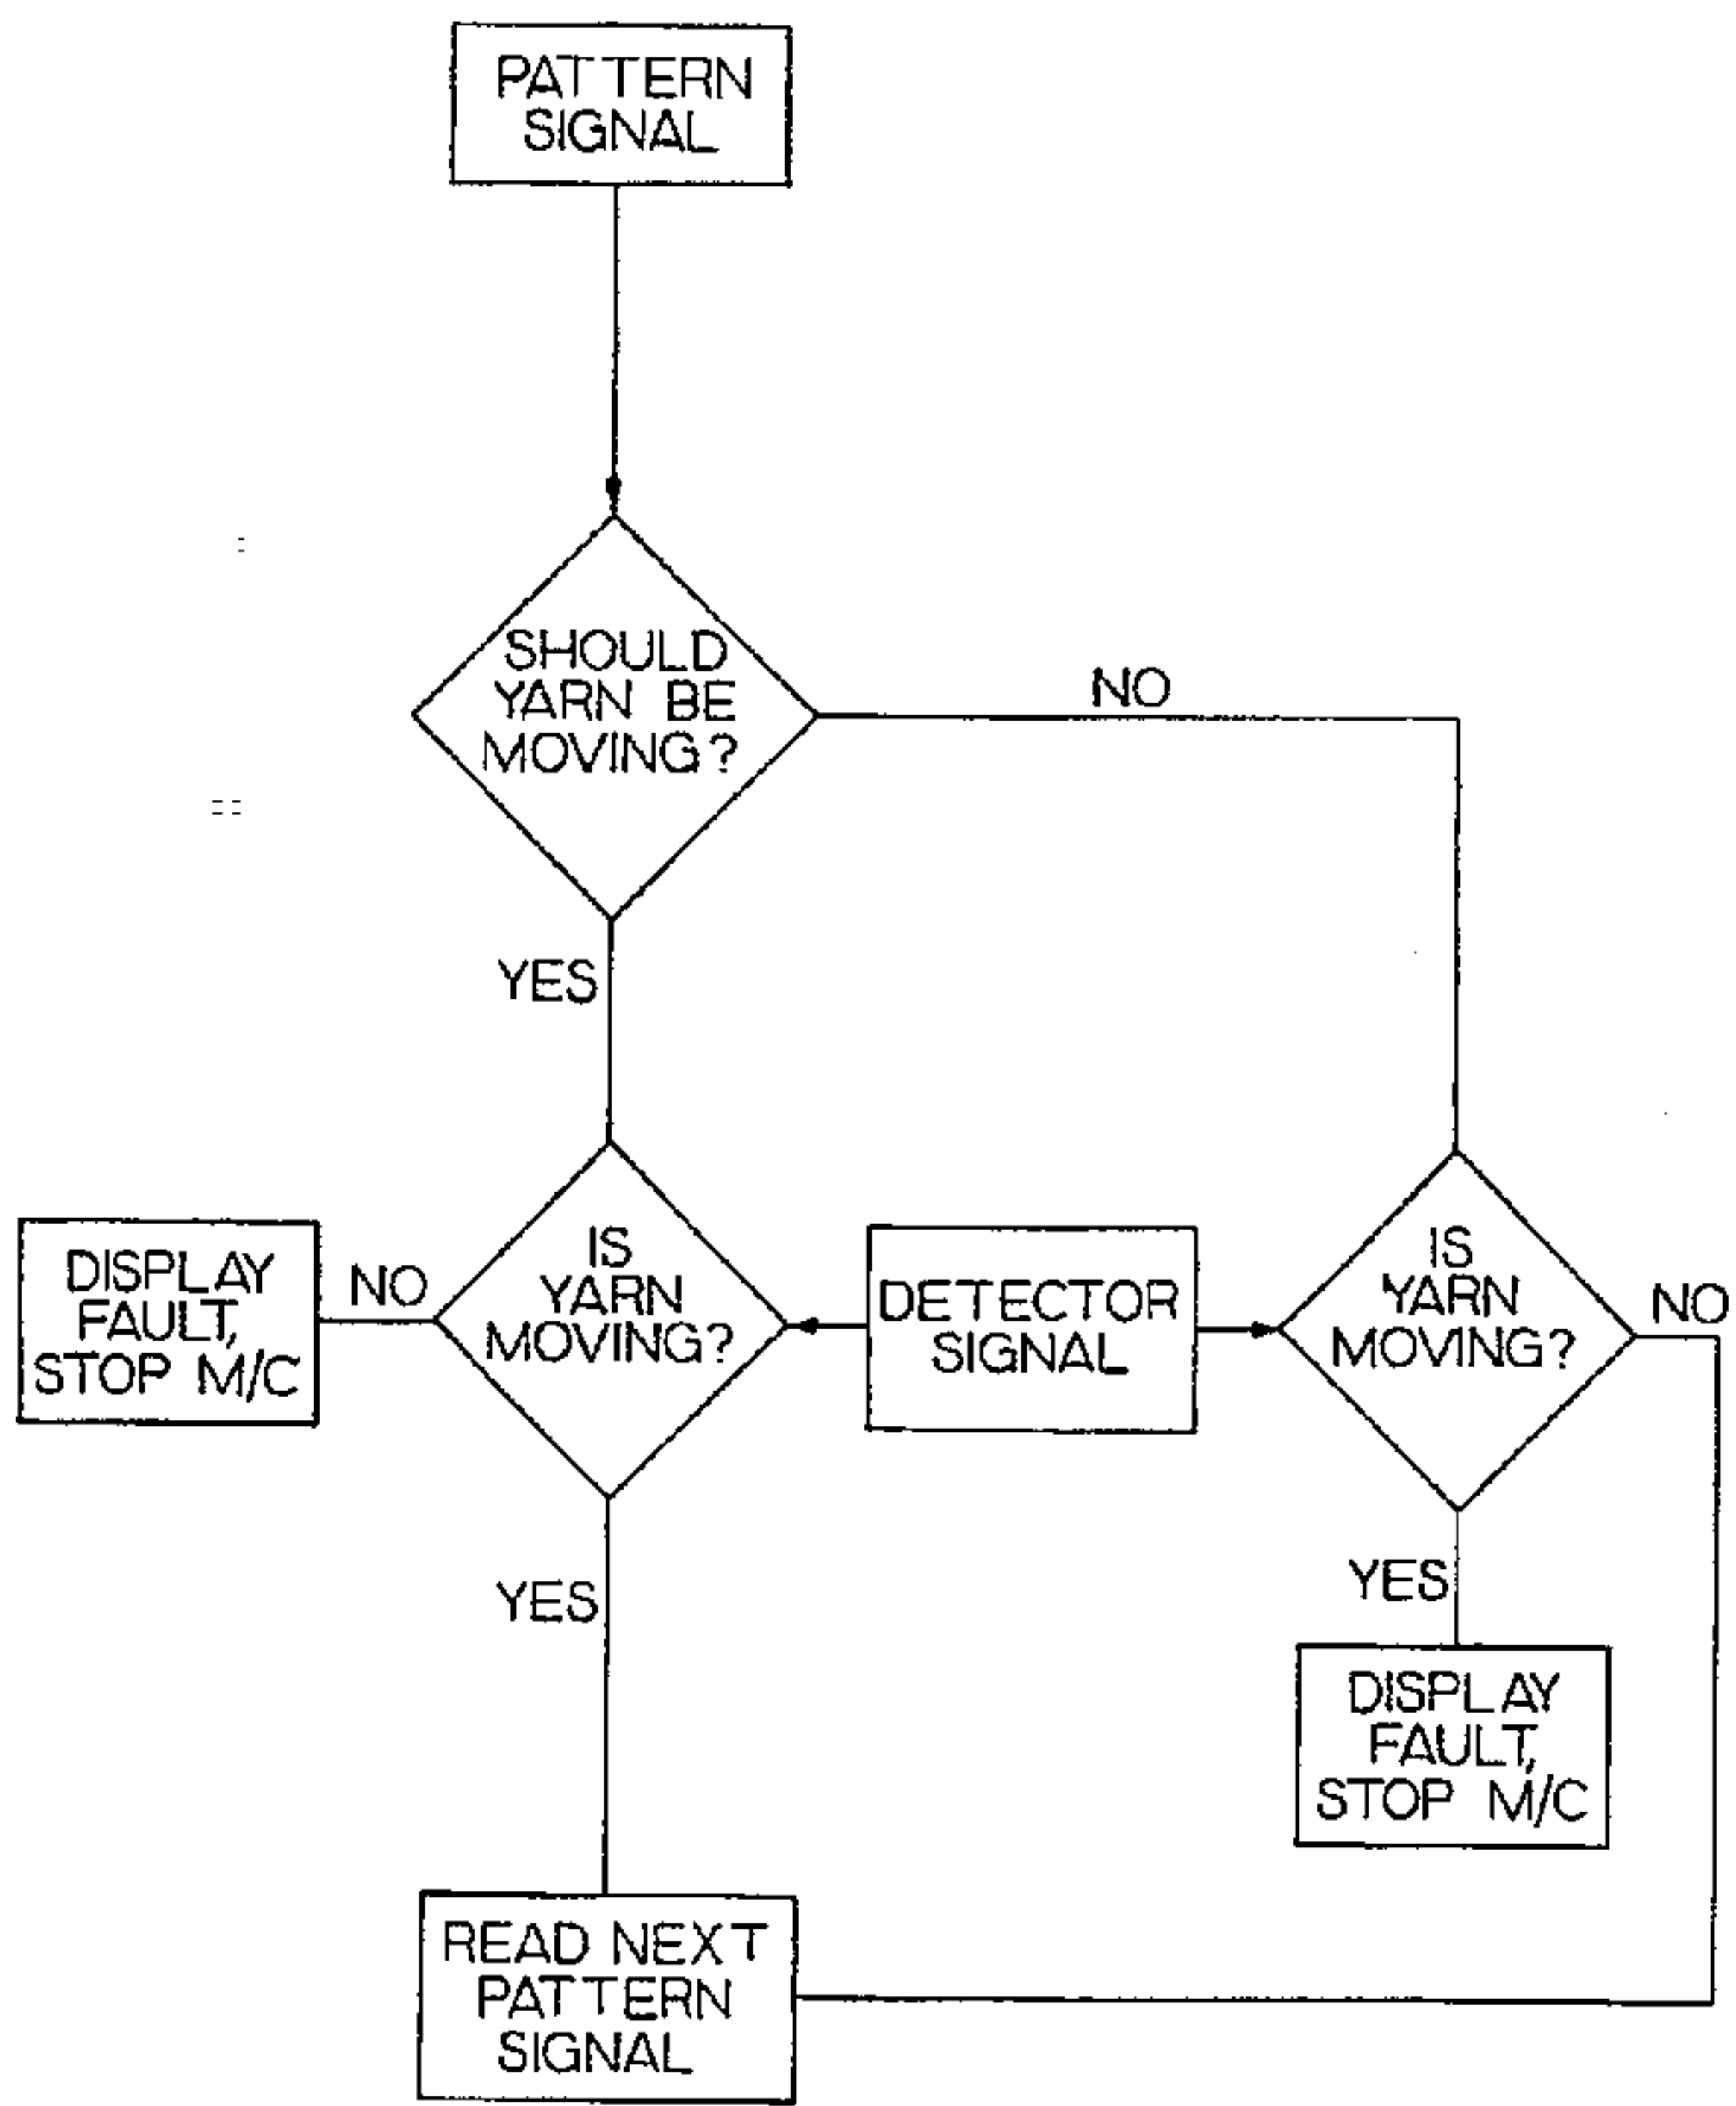 PATTERN
SIGNAL
SHOULD
YARN BE
MOVING?
NO
YES
DISPLAY
FAULT,
STOP M/C
NO
IS
YARN
MOVING?
DETECTOR
SIGNAL
IS
YARN
MOVING?
NO
YES
YES
DISPLAY
FAULT,
STOP M/C
READ NEXT
PATTERN
SIGNAL